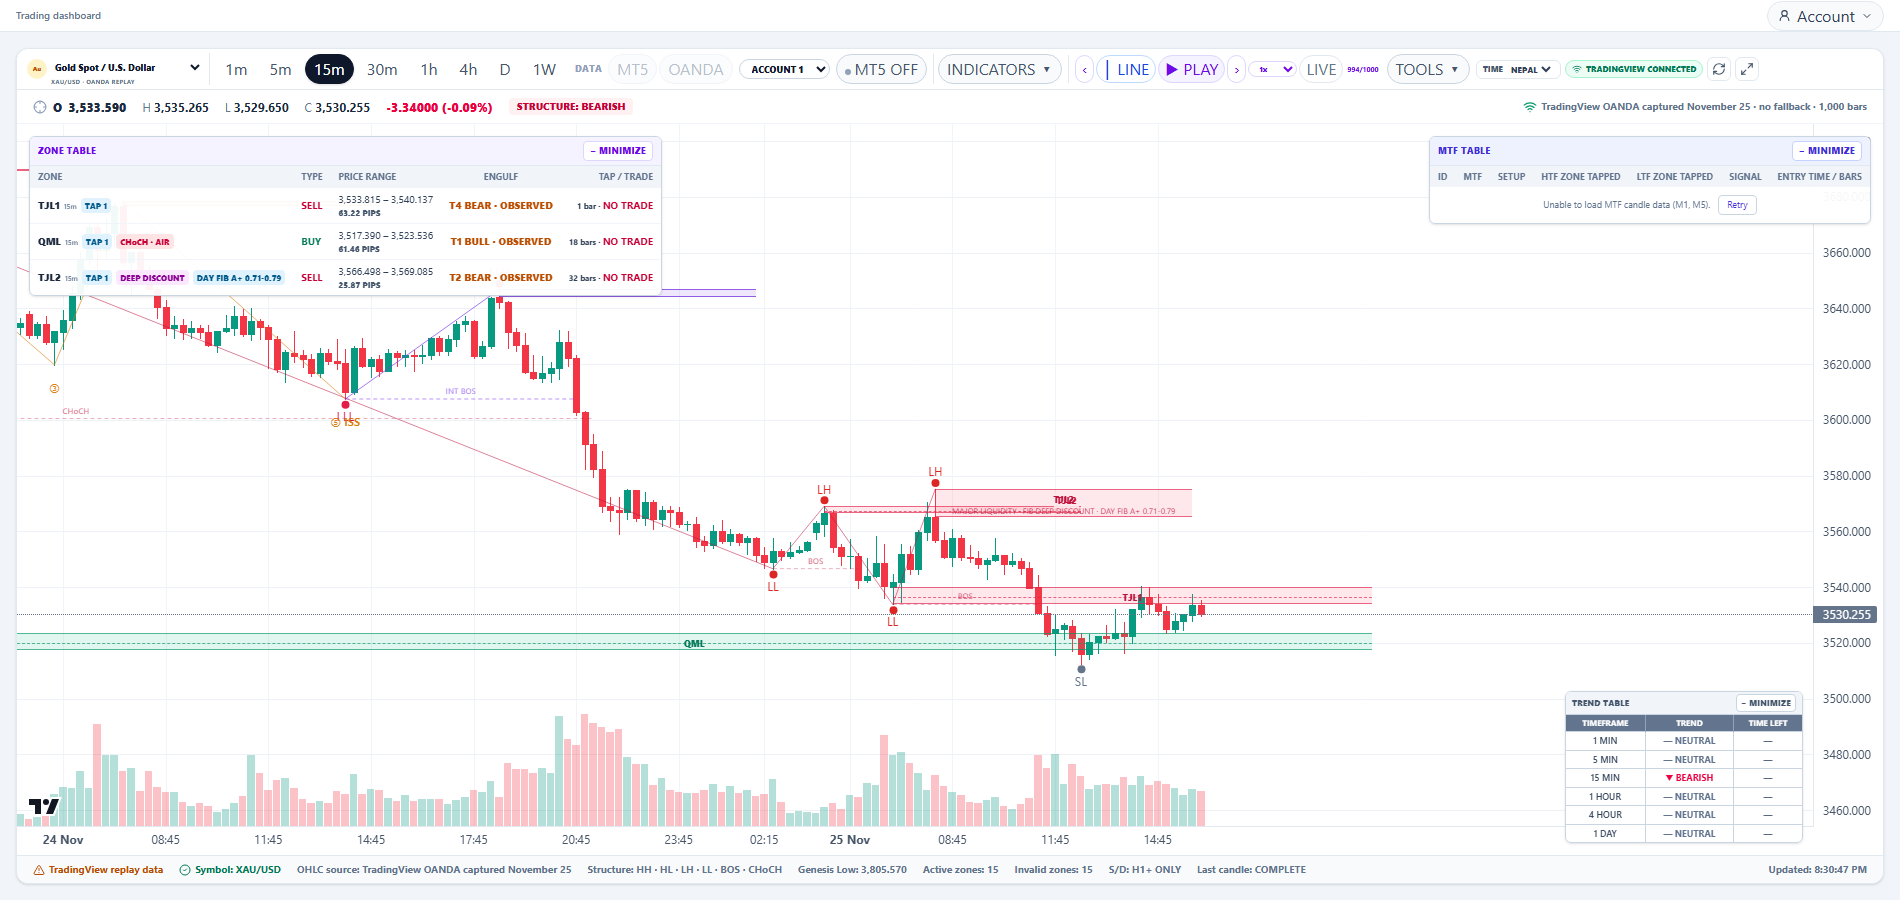 Trading dashboard
Account
Au Gold Spot / U.S. Dollar
XAU/USD · OANDA REPLAY
1m 5m 15m 30m 1h 4h D 1W DATA MT5 OANDA ACCOUNT 1 MT5 OFF INDICATORS ▼ ‹ LINE ▶ PLAY › 1x LIVE 994/1000 TOOLS ▼ TIME NEPAL TRADINGVIEW CONNECTED
O 3,533.590 H 3,535.265 L 3,529.650 C 3,530.255 -3.34000 (-0.09%) STRUCTURE: BEARISH
TradingView OANDA captured November 25 · no fallback · 1,000 bars
ZONE TABLE – MINIMIZE
ZONE TYPE PRICE RANGE ENGULF TAP / TRADE
TJL1 15m TAP 1 SELL 3,533.815 – 3,540.137 T4 BEAR · OBSERVED 1 bar · NO TRADE
63.22 PIPS
QML 15m TAP 1 CHoCH · AIR BUY 3,517.390 – 3,523.536 T1 BULL · OBSERVED 18 bars · NO TRADE
61.46 PIPS
TJL2 15m TAP 1 DEEP DISCOUNT DAY FIB A+ 0.71-0.79 SELL 3,566.498 – 3,569.085 T2 BEAR · OBSERVED 32 bars · NO TRADE
25.87 PIPS
MTF TABLE – MINIMIZE
ID MTF SETUP HTF ZONE TAPPED LTF ZONE TAPPED SIGNAL ENTRY TIME / BARS
Unable to load MTF candle data (M1, M5). Retry
3660.000
3640.000
3620.000
3600.000
3580.000
3560.000
3540.000
3530.255
3520.000
3500.000
3480.000
3460.000
③
CHoCH
INT BOS
LH
LH
TJL2
MAJOR LIQUIDITY · FIB DEEP DISCOUNT · DAY FIB A+ 0.71-0.79
BOS
LL
BOS
TJL1
LL
QML
SL
TREND TABLE – MINIMIZE
TIMEFRAME TREND TIME LEFT
1 MIN — NEUTRAL —
5 MIN — NEUTRAL —
15 MIN ▼ BEARISH —
1 HOUR — NEUTRAL —
4 HOUR — NEUTRAL —
1 DAY — NEUTRAL —
24 Nov 08:45 11:45 14:45 17:45 20:45 23:45 02:15 25 Nov 08:45 11:45 14:45
TradingView replay data Symbol: XAU/USD OHLC source: TradingView OANDA captured November 25 Structure: HH · HL · LH · LL · BOS · CHoCH Genesis Low: 3,805.570 Active zones: 15 Invalid zones: 15 S/D: H1+ ONLY Last candle: COMPLETE Updated: 8:30:47 PM